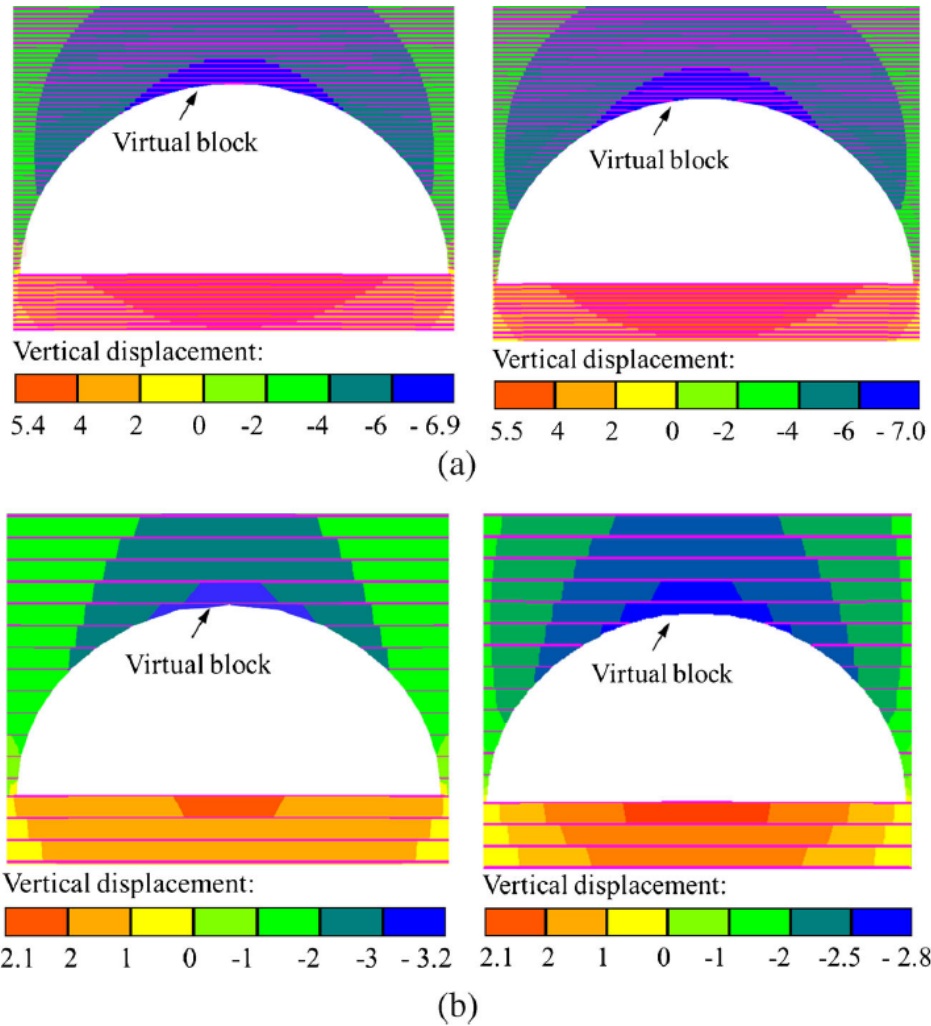 Virtual block
Virtual block
Vertical displacement:
5.4 4 2 0 -2 -4 -6 - 6.9
Vertical displacement:
5.5 4 2 0 -2 -4 -6 - 7.0
(a)
Virtual block
Virtual block
Vertical displacement:
2.1 2 1 0 -1 -2 -3 - 3.2
Vertical displacement:
2.1 2 1 0 -1 -2 -2.5 - 2.8
(b)